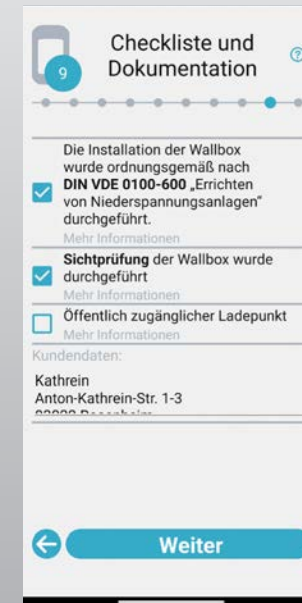 Checkliste und
Dokumentation
9
Die Installation der Wallbox
wurde ordnungsgemäß nach
DIN VDE 0100-600 „Errichten
von Niederspannungsanlagen"
durchgeführt.
Mehr Informationen
Sichtprüfung der Wallbox wurde
durchgeführt
Mehr Informationen
Öffentlich zugänglicher Ladepunkt
Mehr Informationen
Kundendaten:
Kathrein
Anton-Kathrein-Str. 1-3
Weiter